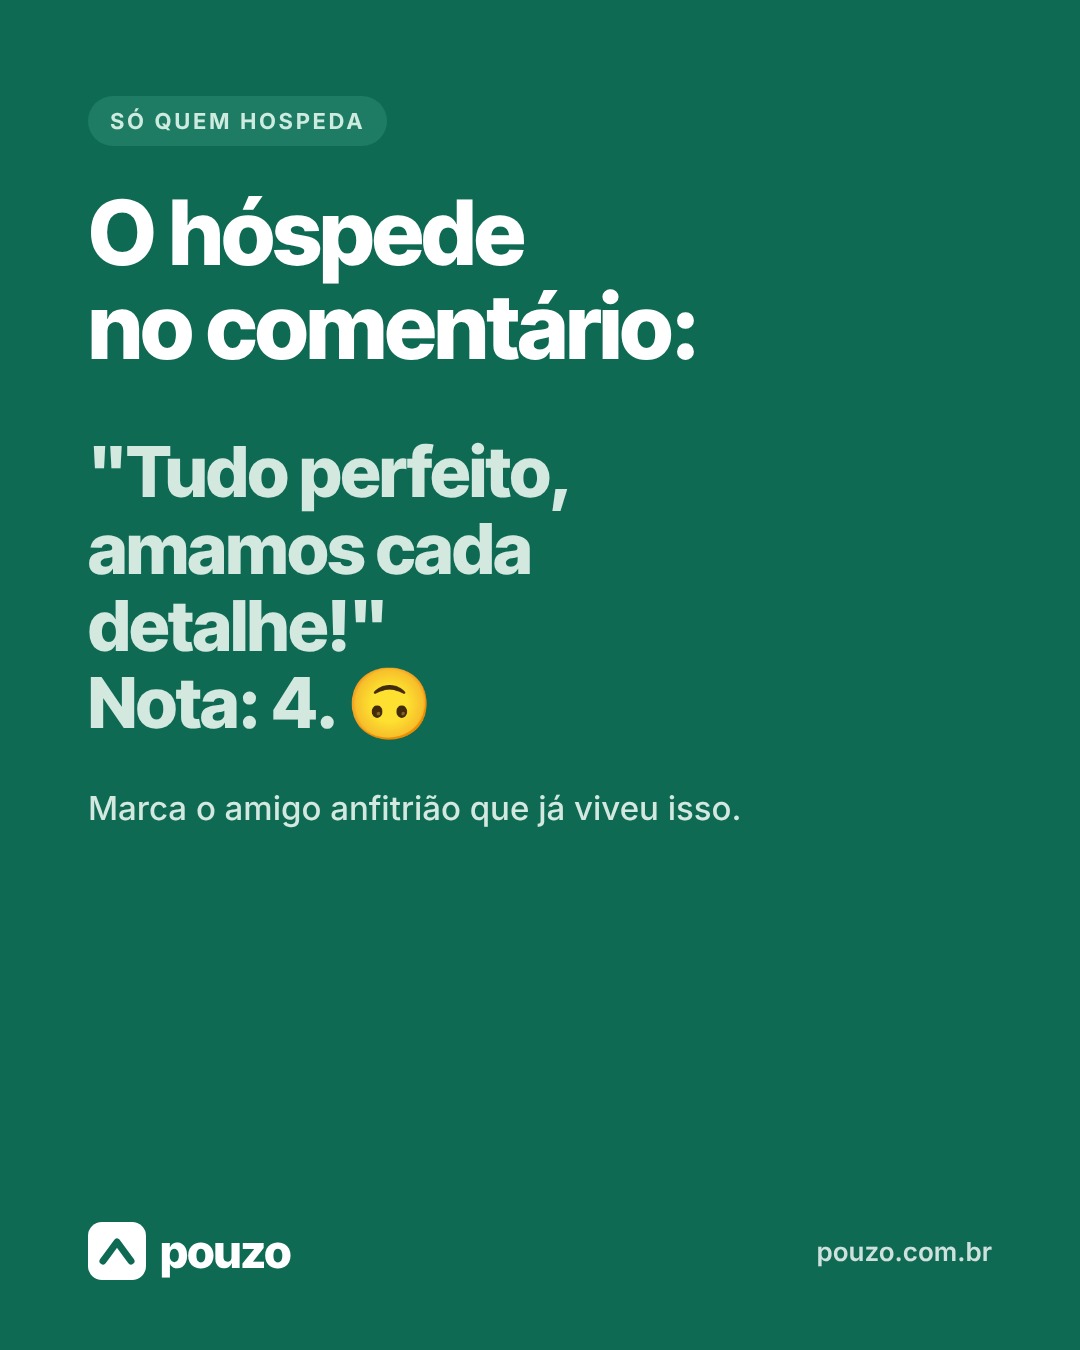 SÓ QUEM HOSPEDA
O hóspede
no comentário:
"Tudo perfeito,
amamos cada
detalhe!"
Nota: 4. 🙃
Marca o amigo anfitrião que já viveu isso.
pouzo
pouzo.com.br